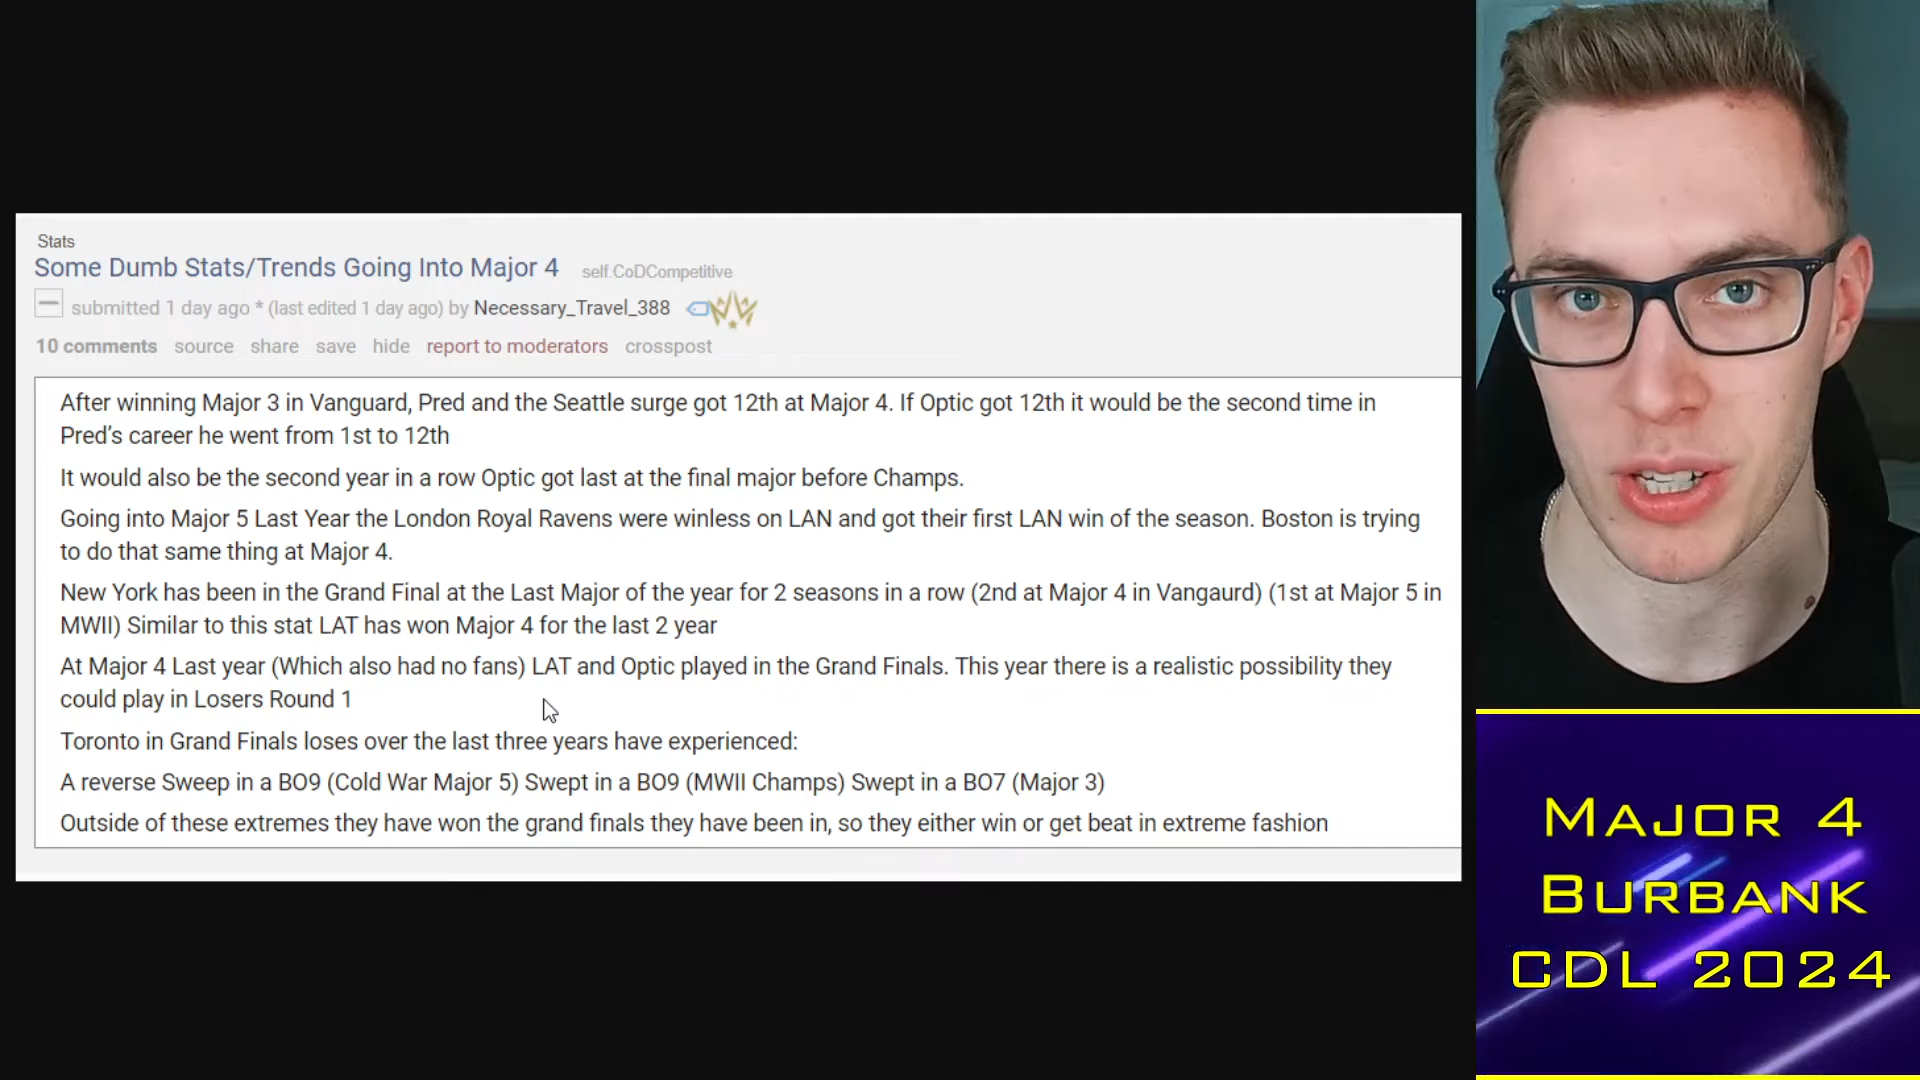 Stats
Some Dumb Stats/Trends Going Into Major 4 self.CoDCompetitive
submitted 1 day ago * (last edited 1 day ago) by Necessary_Travel_388
10 comments source share save hide report to moderators crosspost
After winning Major 3 in Vanguard, Pred and the Seattle surge got 12th at Major 4. If Optic got 12th it would be the second time in
Pred's career he went from 1st to 12th
It would also be the second year in a row Optic got last at the final major before Champs.
Going into Major 5 Last Year the London Royal Ravens were winless on LAN and got their first LAN win of the season. Boston is trying
to do that same thing at Major 4.
New York has been in the Grand Final at the Last Major of the year for 2 seasons in a row (2nd at Major 4 in Vangaurd) (1st at Major 5 in
MWII) Similar to this stat LAT has won Major 4 for the last 2 year
At Major 4 Last year (Which also had no fans) LAT and Optic played in the Grand Finals. This year there is a realistic possibility they
could play in Losers Round 1
Toronto in Grand Finals loses over the last three years have experienced:
A reverse Sweep in a BO9 (Cold War Major 5) Swept in a BO9 (MWII Champs) Swept in a BO7 (Major 3)
Outside of these extremes they have won the grand finals they have been in, so they either win or get beat in extreme fashion
Major 4
Burbank
CDL 2024